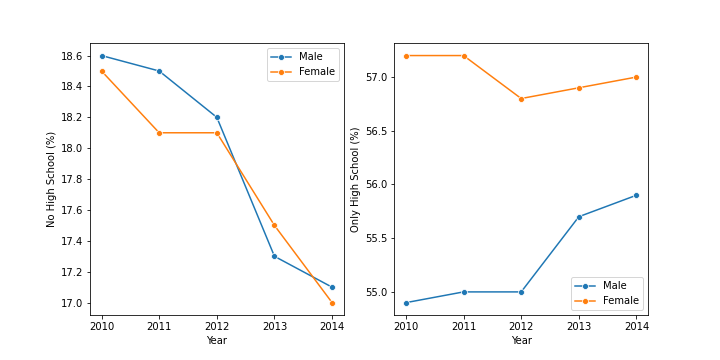 No High School (%)
18.6
18.4
18.2
18.0
17.8
17.6
17.4
17.2
17.0
2010 2011 2012 2013 2014
Year
Male
Female
Only High School (%)
57.0
56.5
56.0
55.5
55.0
2010 2011 2012 2013 2014
Year
Male
Female